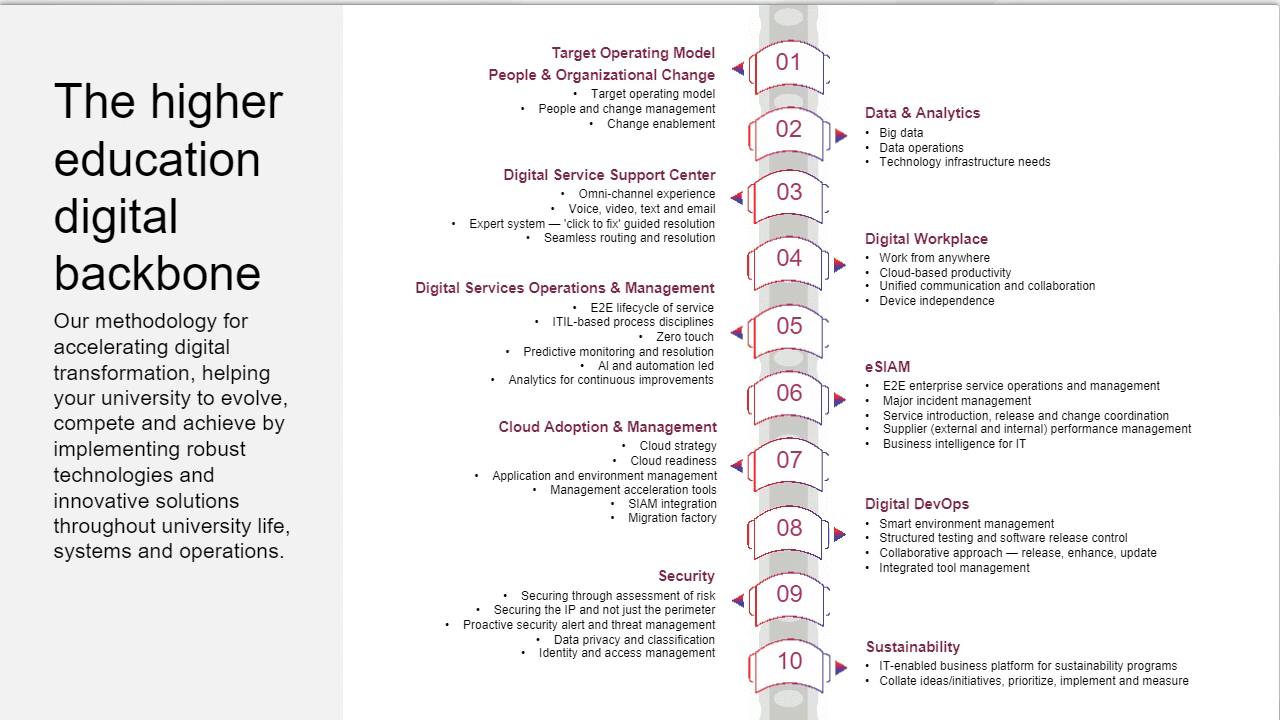 The higher
education
digital
backbone
Our methodology for
accelerating digital
transformation, helping
your university to evolve,
compete and achieve by
implementing robust
technologies and
innovative solutions
throughout university life,
systems and operations.
01
Target Operating Model
People & Organizational Change
• Target operating model
• People and change management
• Change enablement
02
Data & Analytics
• Big data
• Data operations
• Technology infrastructure needs
03
Digital Service Support Center
• Omni-channel experience
• Voice, video, text and email
• Expert system — 'click to fix' guided resolution
• Seamless routing and resolution
04
Digital Workplace
• Work from anywhere
• Cloud-based productivity
• Unified communication and collaboration
• Device independence
05
Digital Services Operations & Management
• E2E lifecycle of service
• ITIL-based process disciplines
• Zero touch
• Predictive monitoring and resolution
• AI and automation led
• Analytics for continuous improvements
06
eSIAM
• E2E enterprise service operations and management
• Major incident management
• Service introduction, release and change coordination
• Supplier (external and internal) performance management
• Business intelligence for IT
07
Cloud Adoption & Management
• Cloud strategy
• Cloud readiness
• Application and environment management
• Management acceleration tools
• SIAM integration
• Migration factory
08
Digital DevOps
• Smart environment management
• Structured testing and software release control
• Collaborative approach — release, enhance, update
• Integrated tool management
09
Security
• Securing through assessment of risk
• Securing the IP and not just the perimeter
• Proactive security alert and threat management
• Data privacy and classification
• Identity and access management
10
Sustainability
• IT-enabled business platform for sustainability programs
• Collate ideas/initiatives, prioritize, implement and measure